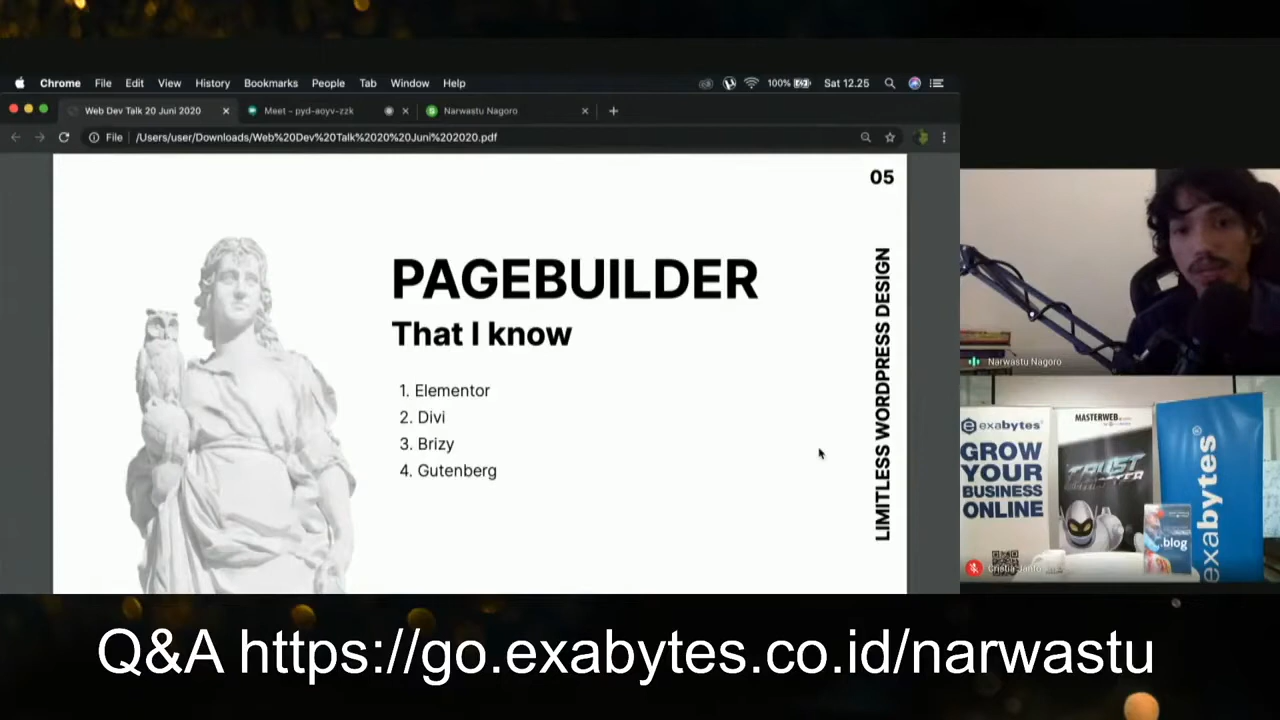 Chrome File Edit View History Bookmarks People Tab Window Help 100% Sat 12.25
Web Dev Talk 20 Juni 2020 Meet - pyd-aoyv-zzk Narwastu Nagoro
File /Users/user/Downloads/Web%20Dev%20Talk%2020%20Juni%202020.pdf
05
PAGEBUILDER
That I know
1. Elementor
2. Divi
3. Brizy
4. Gutenberg
LIMITLESS WORDPRESS DESIGN
Narwastu Nagoro
exabytes
GROW
YOUR
BUSINESS
ONLINE
MASTERWEB
TRUST
.blog
exabytes
Q&A https://go.exabytes.co.id/narwastu